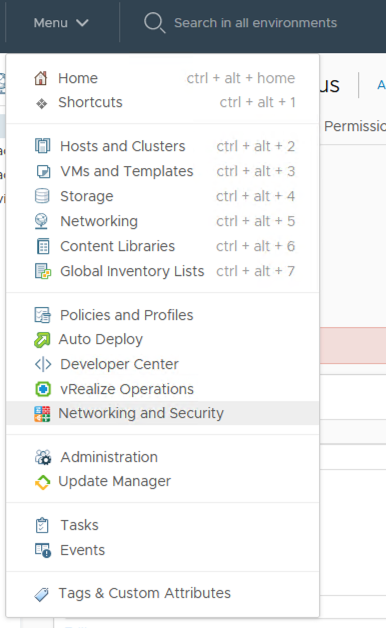 Menu
Search in all environments
Home ctrl + alt + home
Shortcuts ctrl + alt + 1
Hosts and Clusters ctrl + alt + 2
VMs and Templates ctrl + alt + 3
Storage ctrl + alt + 4
Networking ctrl + alt + 5
Content Libraries ctrl + alt + 6
Global Inventory Lists ctrl + alt + 7
Policies and Profiles
Auto Deploy
Developer Center
vRealize Operations
Networking and Security
Administration
Update Manager
Tasks
Events
Tags & Custom Attributes